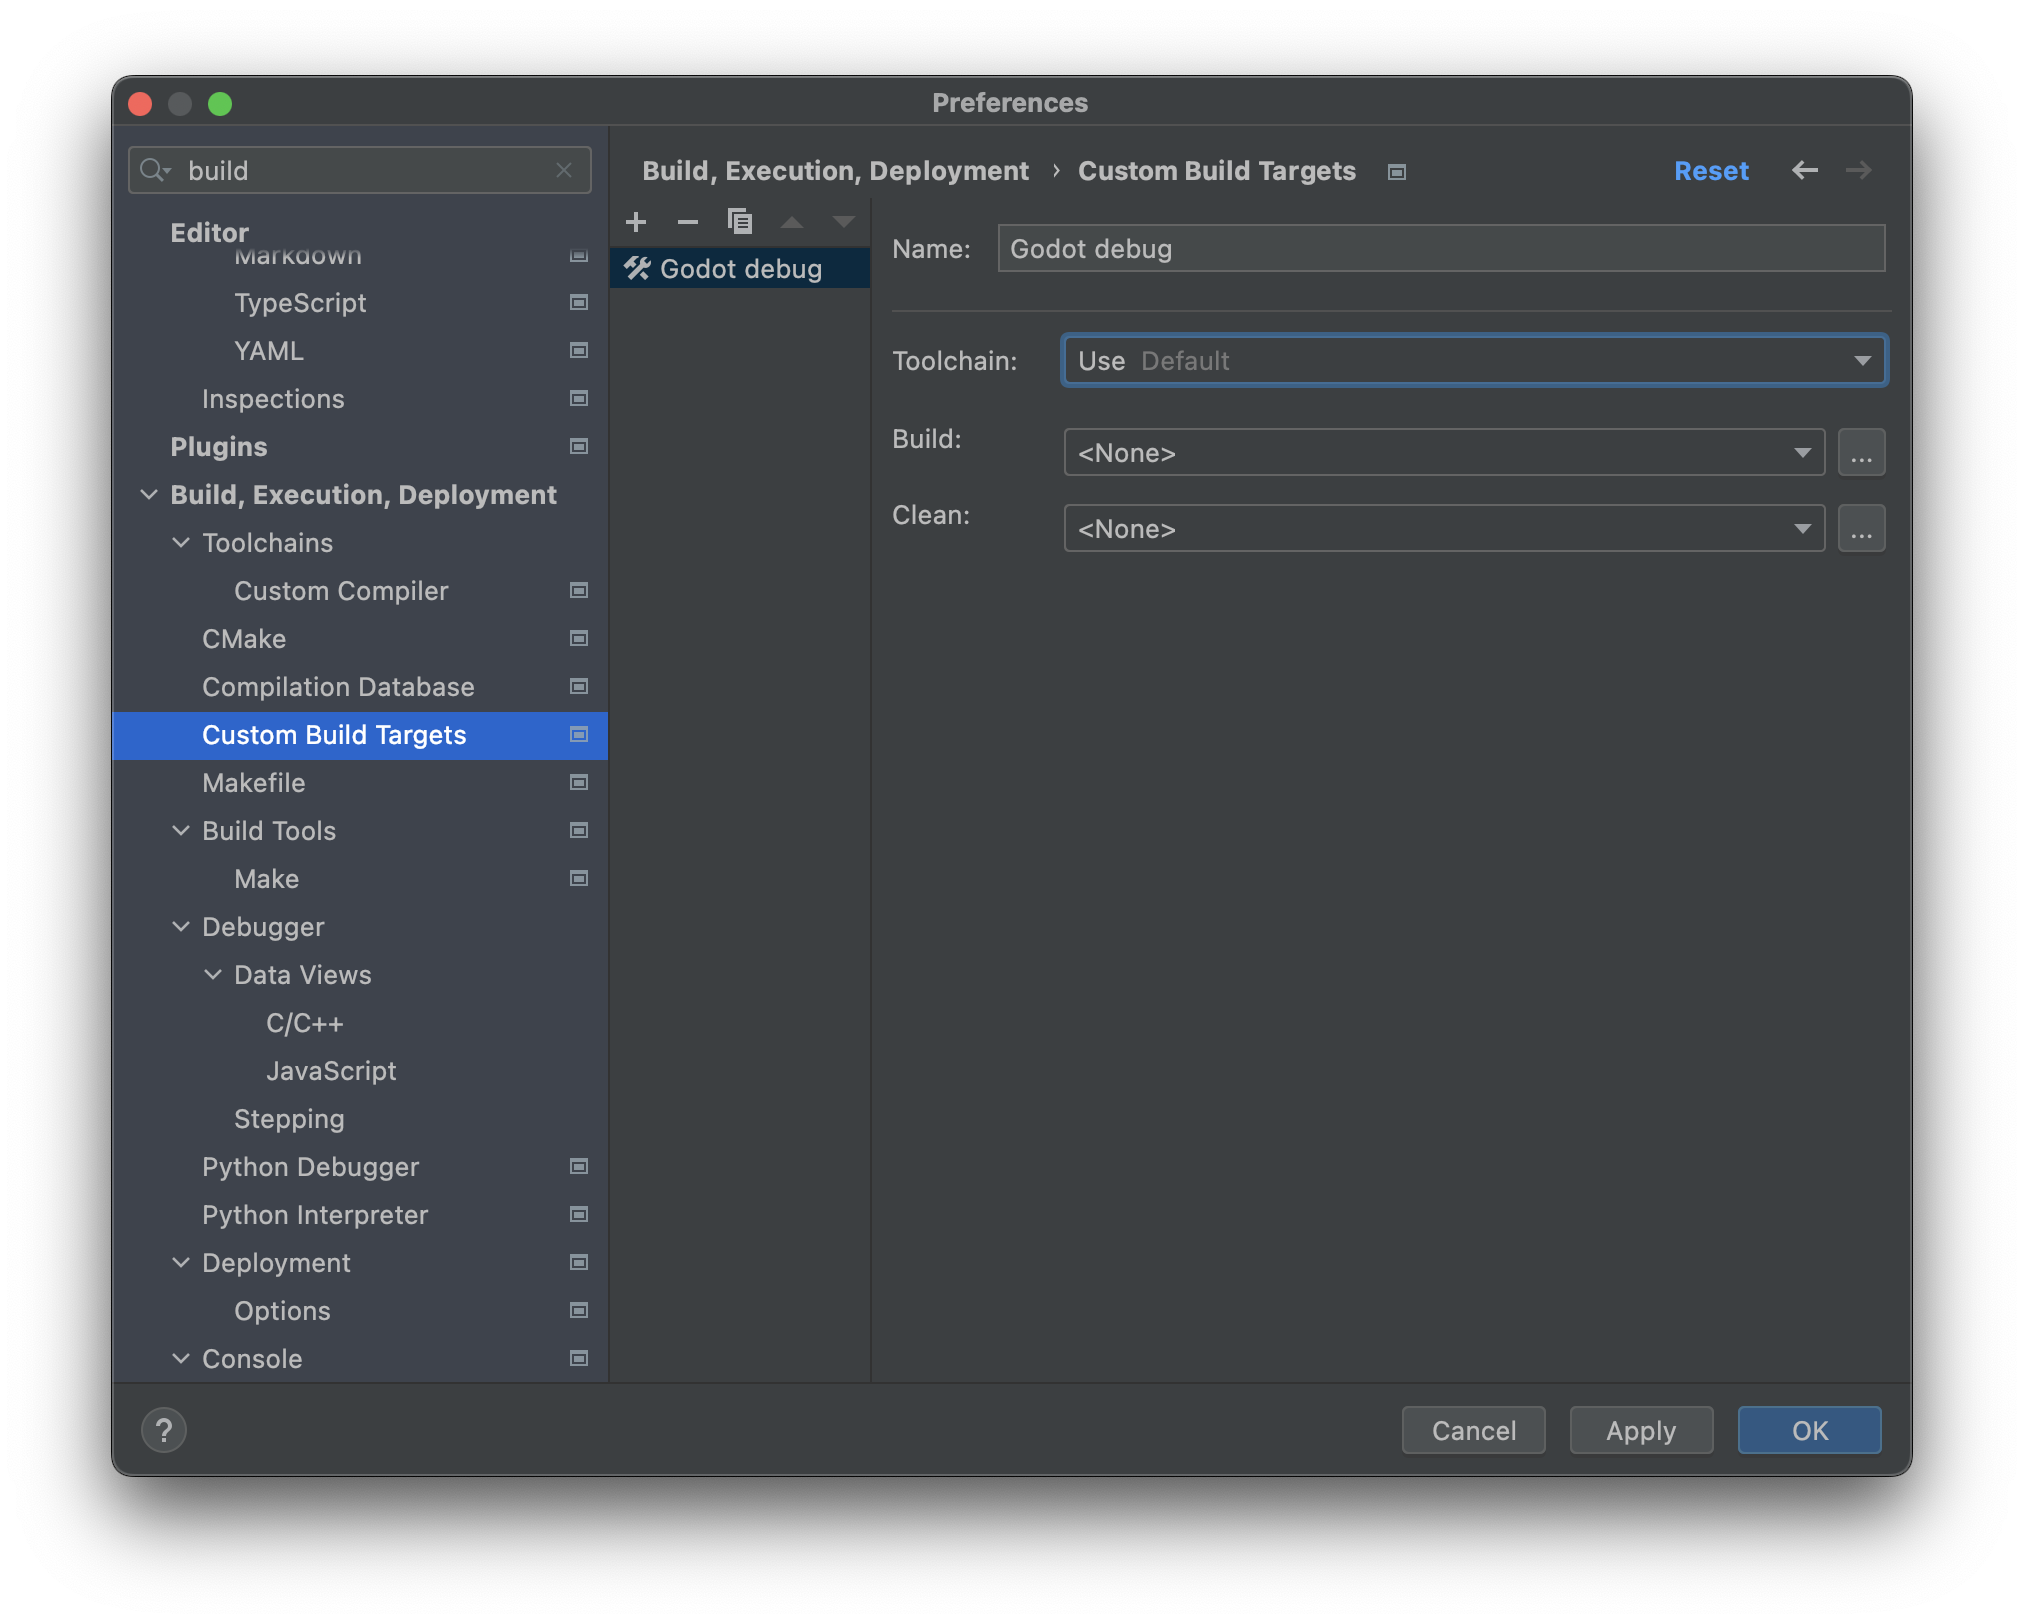 Preferences
build
Editor
Markdown
TypeScript
YAML
Inspections
Plugins
Build, Execution, Deployment
Toolchains
Custom Compiler
CMake
Compilation Database
Custom Build Targets
Makefile
Build Tools
Make
Debugger
Data Views
C/C++
JavaScript
Stepping
Python Debugger
Python Interpreter
Deployment
Options
Console
Build, Execution, Deployment › Custom Build Targets
Reset
Godot debug
Name: Godot debug
Toolchain: Use Default
Build: <None> ...
Clean: <None> ...
?
Cancel
Apply
OK